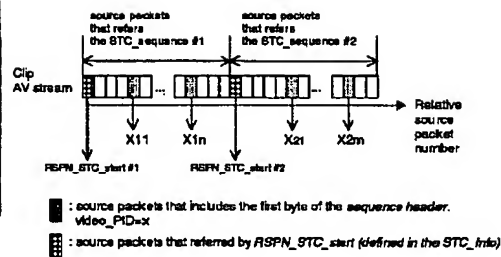 source packets
that refers
the STC_sequence #1
source packets
that refers
the STC_sequence #2
Clip
AV stream
...
...
Relative
source
packet
number
X11
X1n
X21
X2m
RSPN_STC_start #1
RSPN_STC_start #2
: source packets that includes the first byte of the sequence header.
video_PID=x
: source packets that referred by RSPN_STC_start (defined in the STC_Info)